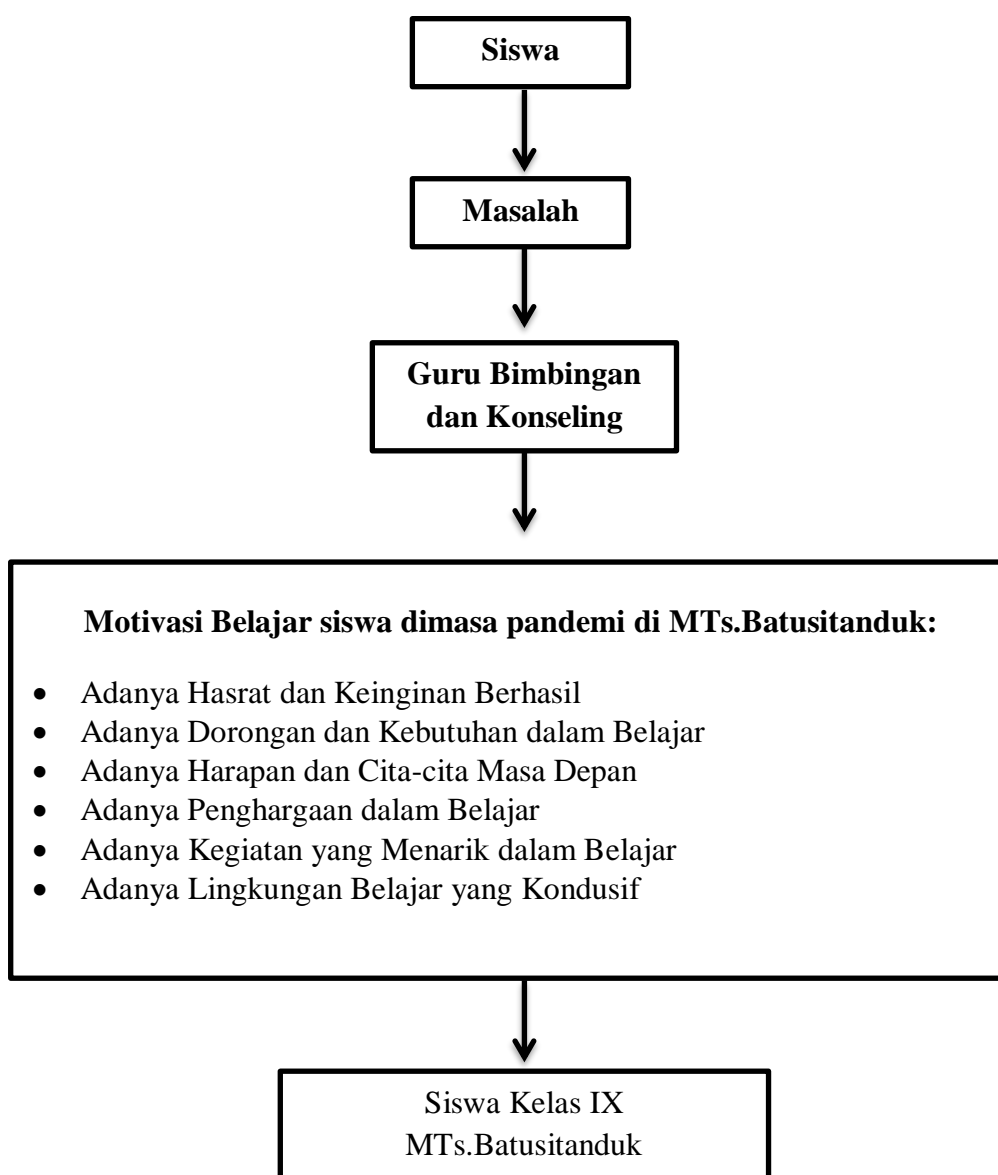 Siswa
Masalah
Guru Bimbingan
dan Konseling
Motivasi Belajar siswa dimasa pandemi di MTs.Batusitanduk:
• Adanya Hasrat dan Keinginan Berhasil
• Adanya Dorongan dan Kebutuhan dalam Belajar
• Adanya Harapan dan Cita-cita Masa Depan
• Adanya Penghargaan dalam Belajar
• Adanya Kegiatan yang Menarik dalam Belajar
• Adanya Lingkungan Belajar yang Kondusif
Siswa Kelas IX
MTs.Batusitanduk